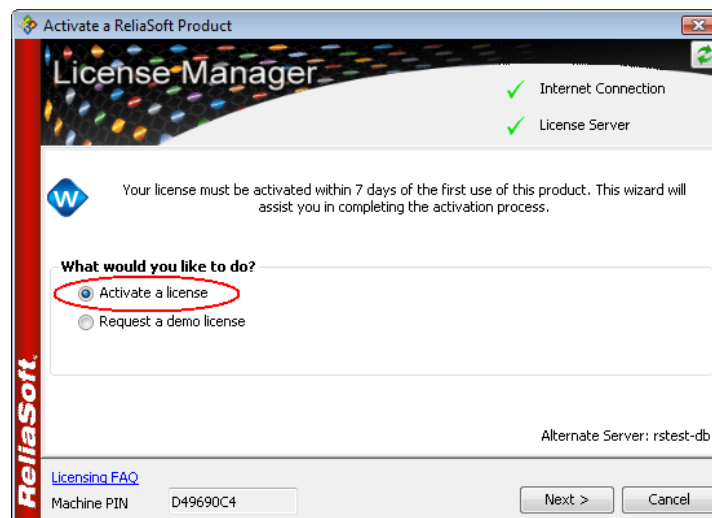 Activate a ReliaSoft Product
License Manager
Internet Connection
License Server
W
Your license must be activated within 7 days of the first use of this product. This wizard will
assist you in completing the activation process.
What would you like to do?
Activate a license
Request a demo license
ReliaSoft
Alternate Server: rstest-db
Licensing FAQ
Machine PIN
D49690C4
Next >
Cancel